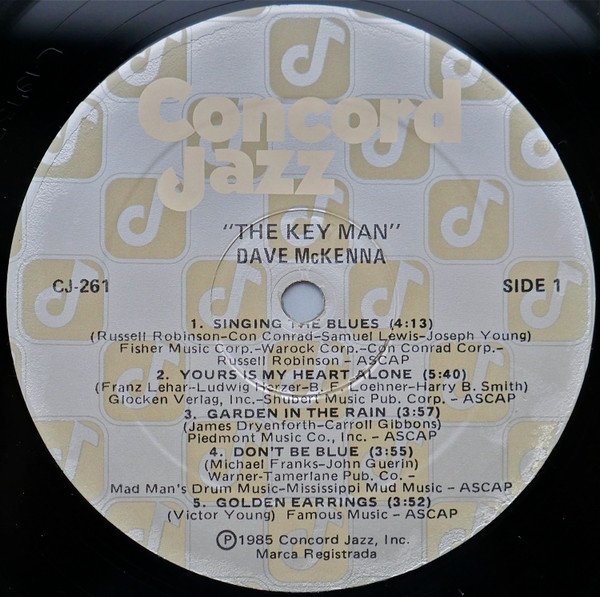 Concord
Jazz
"THE KEY MAN"
DAVE McKENNA
CJ-261
SIDE 1
1. SINGING THE BLUES (4:13)
(Russell Robinson-Con Conrad-Samuel Lewis-Joseph Young)
Fisher Music Corp.-Warock Corp.-Con Conrad Corp.-
Russell Robinson - ASCAP
2. YOURS IS MY HEART ALONE (5:40)
(Franz Lehar-Ludwig Herzer-B. F. Loehner-Harry B. Smith)
Glocken Verlag, Inc.-Shubert Music Pub. Corp. - ASCAP
3. GARDEN IN THE RAIN (3:57)
(James Dryenforth-Carroll Gibbons)
Piedmont Music Co., Inc. - ASCAP
4. DON'T BE BLUE (3:55)
(Michael Franks-John Guerin)
Warner-Tamerlane Pub. Co. -
Mad Man's Drum Music-Mississippi Mud Music - ASCAP
5. GOLDEN EARRINGS (3:52)
(Victor Young) Famous Music - ASCAP
Ⓟ1985 Concord Jazz, Inc.
Marca Registrada